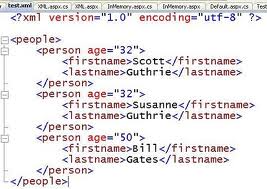 test.xml XML.aspx.cs XML.aspx InMemory.aspx.cs InMemory.aspx Default.aspx.cs
<?xml version="1.0" encoding="utf-8" ?>
<people>
<person age="32">
<firstname>Scott</firstname>
<lastname>Guthrie</lastname>
</person>
<person age="32">
<firstname>Susanne</firstname>
<lastname>Guthrie</lastname>
</person>
<person age="50">
<firstname>Bill</firstname>
<lastname>Gates</lastname>
</person>
</people>